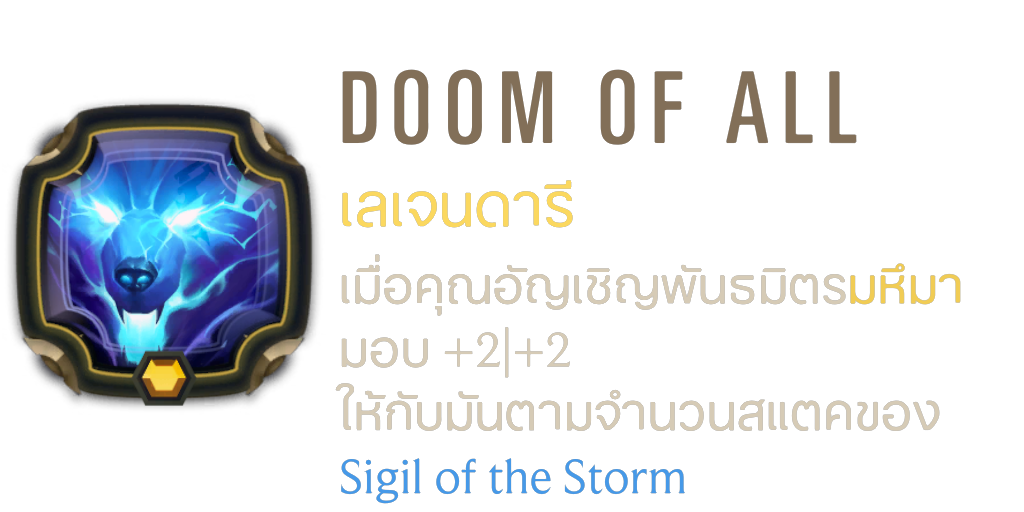 DOOM OF ALL
เลเจนดารี
เมื่อคุณอัญเชิญพันธมิตรมหึมา
มอบ +2|+2
ให้กับมันตามจำนวนสแตคของ
Sigil of the Storm